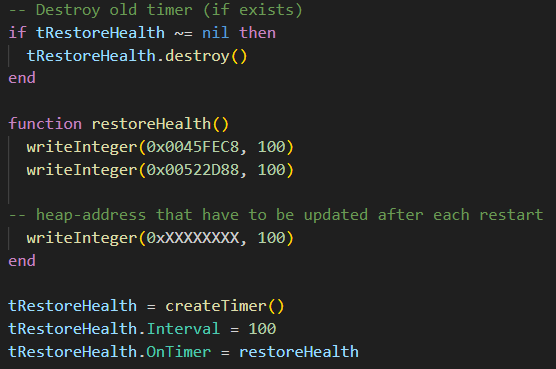 -- Destroy old timer (if exists)
if tRestoreHealth ~= nil then
  tRestoreHealth.destroy()
end

function restoreHealth()
  writeInteger(0x0045FEC8, 100)
  writeInteger(0x00522D88, 100)

-- heap-address that have to be updated after each restart
  writeInteger(0xXXXXXXXX, 100)
end

tRestoreHealth = createTimer()
tRestoreHealth.Interval = 100
tRestoreHealth.OnTimer = restoreHealth